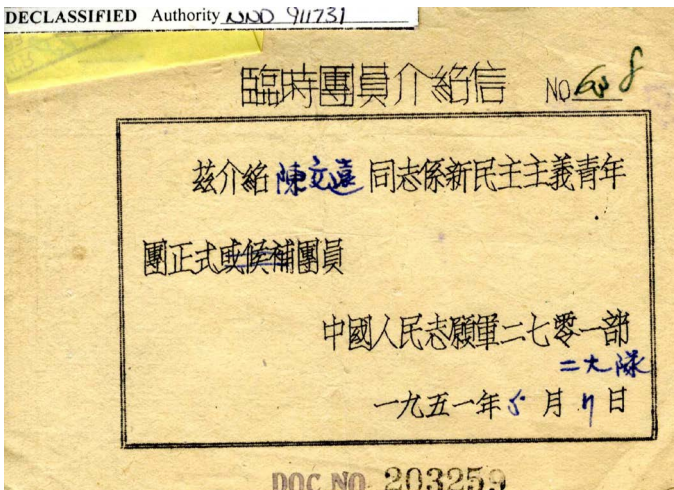 DECLASSIFIED Authority NND 911731
臨時團員介紹信 NO
茲介紹陳文遠同志係新民主主義青年
團正式或候補團員
中國人民志願軍二七零一部
二大隊
一九五一年5月7日
DOC NO. 203259